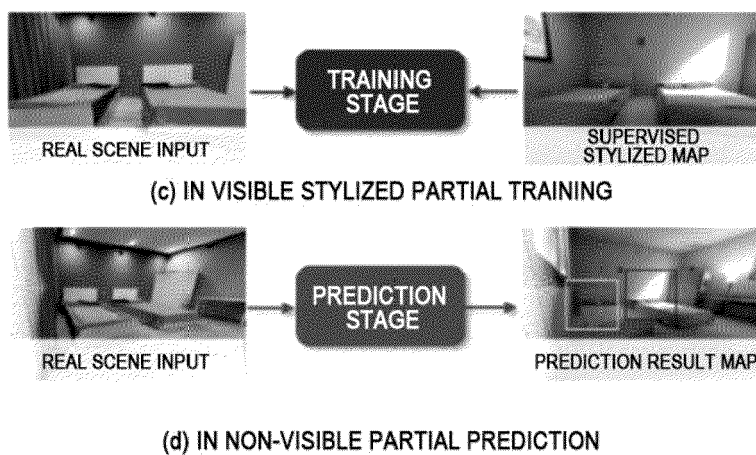 TRAINING
STAGE
REAL SCENE INPUT
SUPERVISED
STYLIZED MAP
(c) IN VISIBLE STYLIZED PARTIAL TRAINING
PREDICTION
STAGE
REAL SCENE INPUT
PREDICTION RESULT MAP
(d) IN NON-VISIBLE PARTIAL PREDICTION